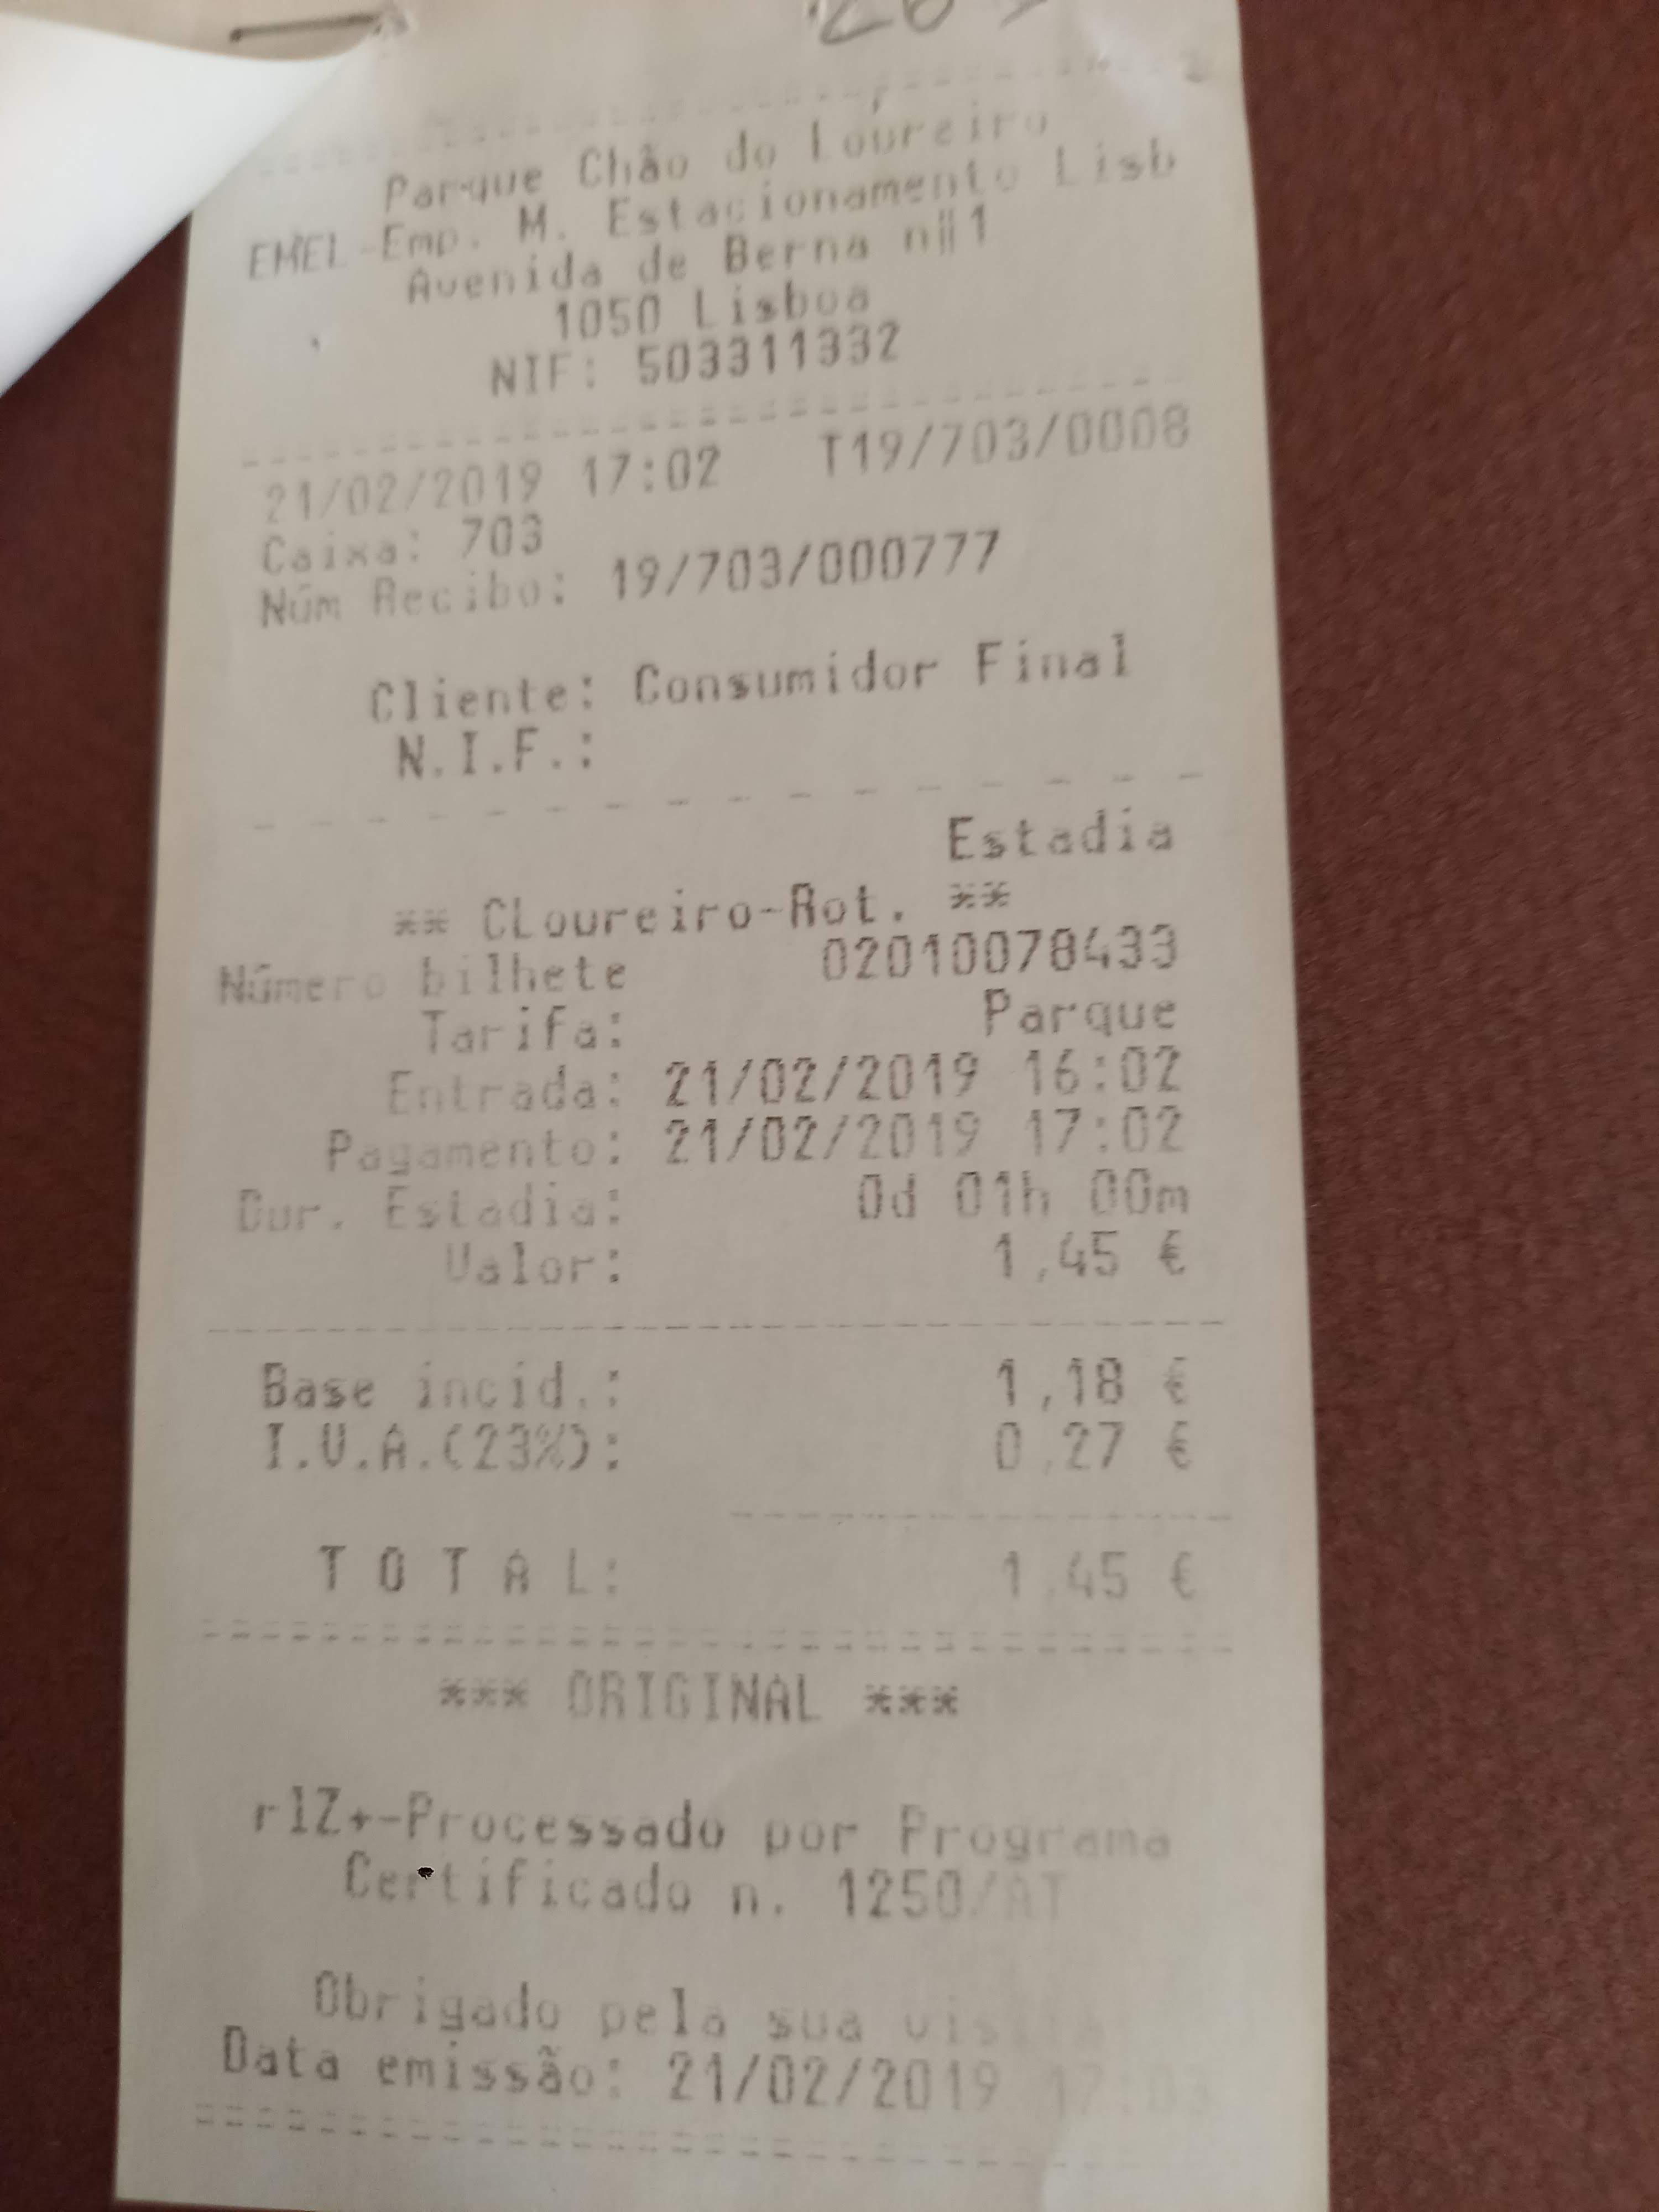 Parque Chão do Loureiro
EMEL-Emp. M. Estacionamento Lisb
Avenida de Berna nº1
1050 Lisboa
NIF: 503311332
21/02/2019 17:02 T19/703/0008
Caixa: 703
Núm Recibo: 19/703/000777
Cliente: Consumidor Final
N.I.F.:
Estadia
** CLoureiro-Rot. **
Número bilhete 02010078433
Tarifa: Parque
Entrada: 21/02/2019 16:02
Pagamento: 21/02/2019 17:02
Dur. Estadia: 0d 01h 00m
Valor: 1,45 €
Base incid.: 1,18 €
I.V.A.(23%): 0,27 €
T O T A L: 1,45 €
*** ORIGINAL ***
rlZ+-Processado por Programa
Certificado n. 1250/AT
Obrigado pela sua visita
Data emissão: 21/02/2019 17:03